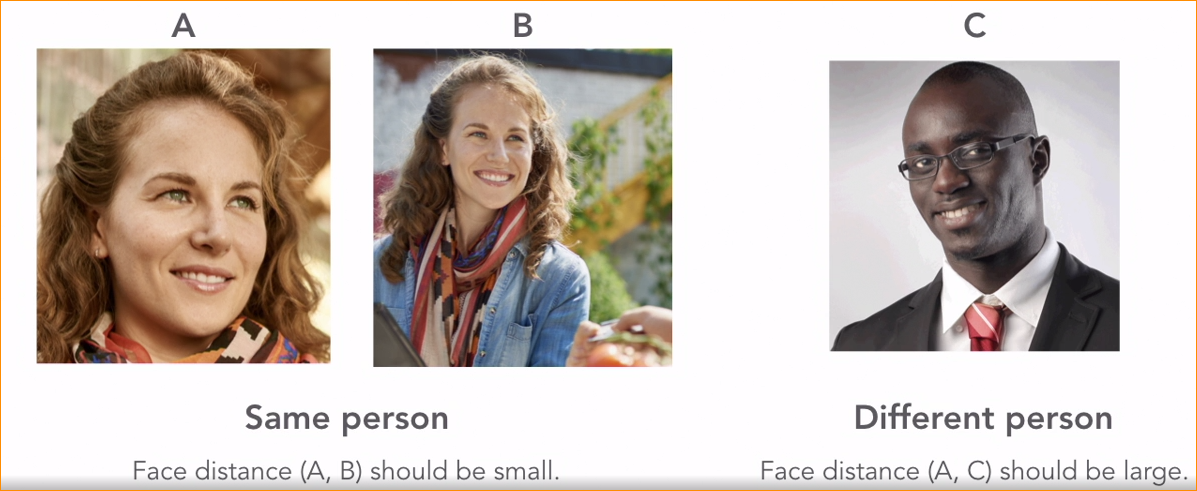 A
B
C
Same person
Different person
Face distance (A, B) should be small.
Face distance (A, C) should be large.